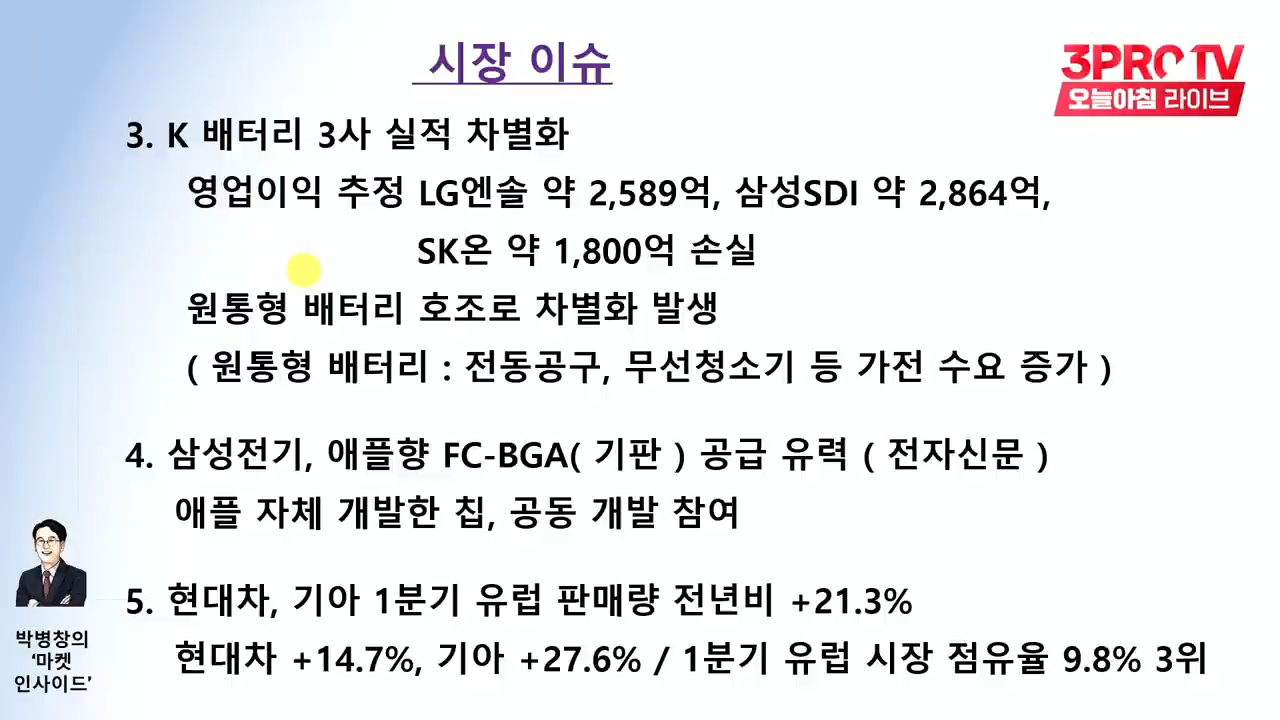 시장 이슈
3PRO TV
오늘아침 라이브
3. K 배터리 3사 실적 차별화
영업이익 추정 LG엔솔 약 2,589억, 삼성SDI 약 2,864억,
SK온 약 1,800억 손실
원통형 배터리 호조로 차별화 발생
( 원통형 배터리 : 전동공구, 무선청소기 등 가전 수요 증가 )
4. 삼성전기, 애플향 FC-BGA( 기판 ) 공급 유력 ( 전자신문 )
애플 자체 개발한 칩, 공동 개발 참여
5. 현대차, 기아 1분기 유럽 판매량 전년비 +21.3%
현대차 +14.7%, 기아 +27.6% / 1분기 유럽 시장 점유율 9.8% 3위
박병창의
‘마켓
인사이드’